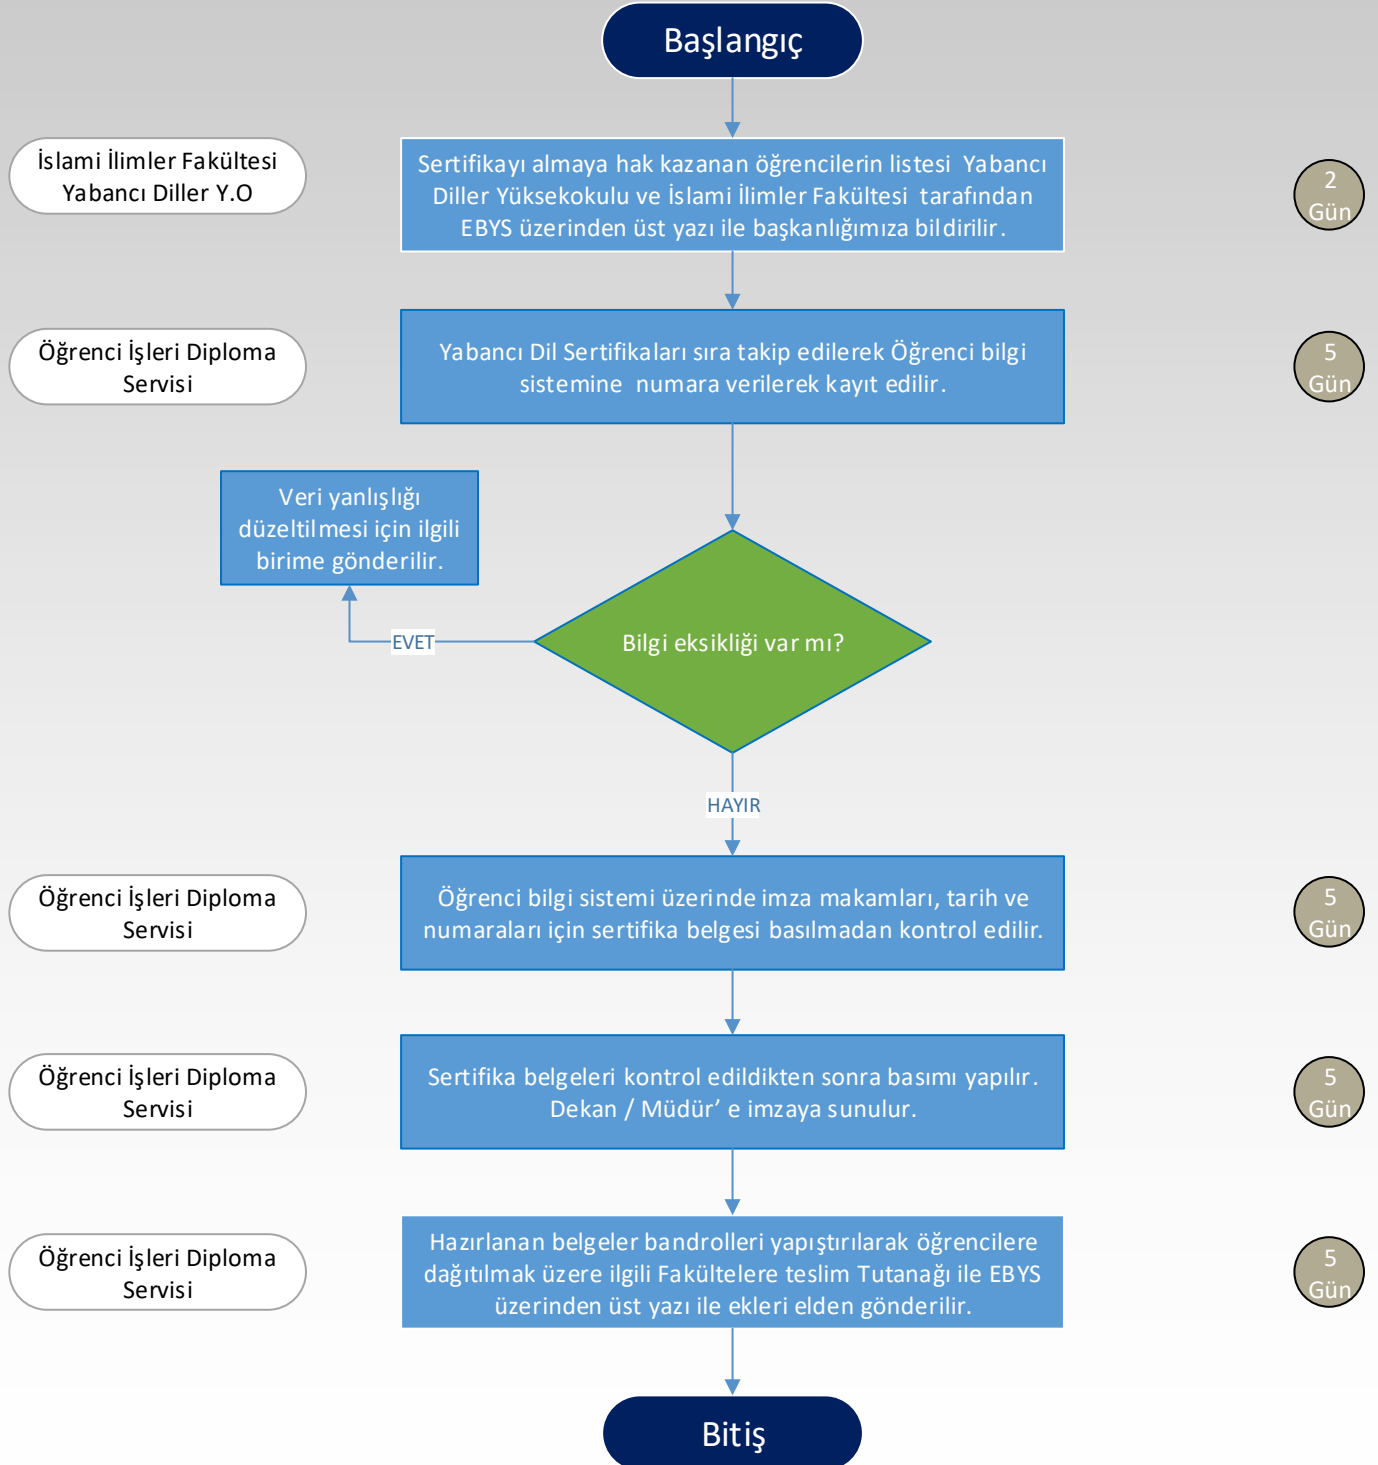 Başlangıç
İslami İlimler Fakültesi
Yabancı Diller Y.O
Sertifikayı almaya hak kazanan öğrencilerin listesi Yabancı
Diller Yüksekokulu ve İslami İlimler Fakültesi tarafından
EBYS üzerinden üst yazı ile başkanlığımıza bildirilir.
2
Gün
Öğrenci İşleri Diploma
Servisi
Yabancı Dil Sertifikaları sıra takip edilerek Öğrenci bilgi
sistemine numara verilerek kayıt edilir.
5
Gün
Veri yanlışlığı
düzeltilmesi için ilgili
birime gönderilir.
EVET
Bilgi eksikliği var mı?
HAYIR
Öğrenci İşleri Diploma
Servisi
Öğrenci bilgi sistemi üzerinde imza makamları, tarih ve
numaraları için sertifika belgesi basılmadan kontrol edilir.
5
Gün
Öğrenci İşleri Diploma
Servisi
Sertifika belgeleri kontrol edildikten sonra basımı yapılır.
Dekan / Müdür’ e imzaya sunulur.
5
Gün
Öğrenci İşleri Diploma
Servisi
Hazırlanan belgeler bandrolleri yapıştırılarak öğrencilere
dağıtılmak üzere ilgili Fakültelere teslim Tutanağı ile EBYS
üzerinden üst yazı ile ekleri elden gönderilir.
5
Gün
Bitiş